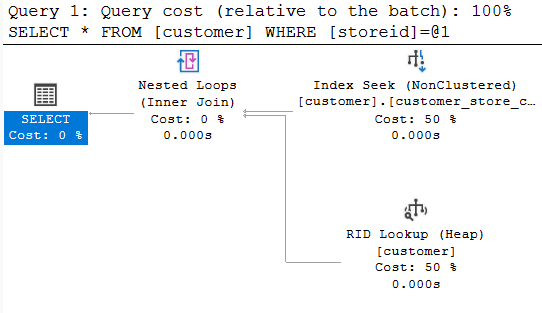 Query 1: Query cost (relative to the batch): 100%
SELECT * FROM [customer] WHERE [storeid]=@1
Nested Loops
(Inner Join)
Cost: 0 %
0.000s
Index Seek (NonClustered)
[customer].[customer_store_c…
Cost: 50 %
0.000s
SELECT
Cost: 0 %
RID Lookup (Heap)
[customer]
Cost: 50 %
0.000s